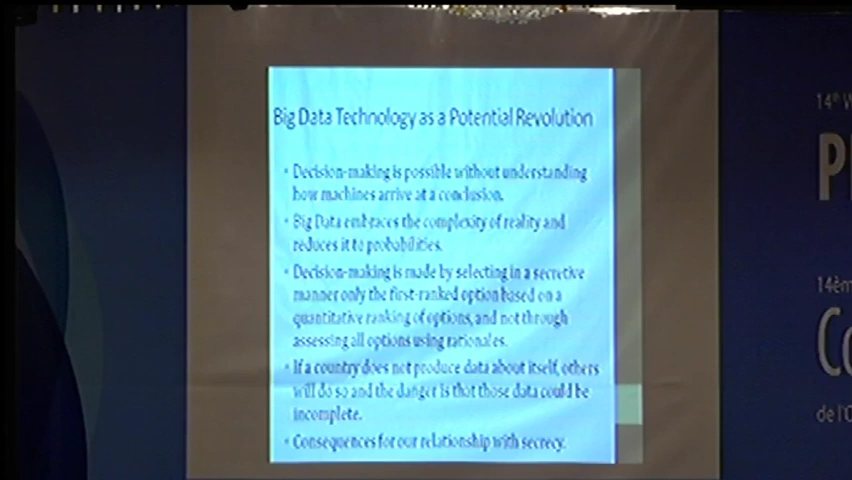 Big Data Technology as a Potential Revolution
• Decision-making is possible without understanding
how machines arrive at a conclusion.
• Big Data embraces the complexity of reality and
reduces it to probabilities.
• Decision-making is made by selecting in a secretive
manner only the first-ranked option based on a
quantitative ranking of options, and not through
assessing all options using rationales.
• If a country does not produce data about itself, others
will do so and the danger is that those data could be
incomplete.
• Consequences for our relationship with secrecy.
14th W
Pl
14èm
Co
de l'O